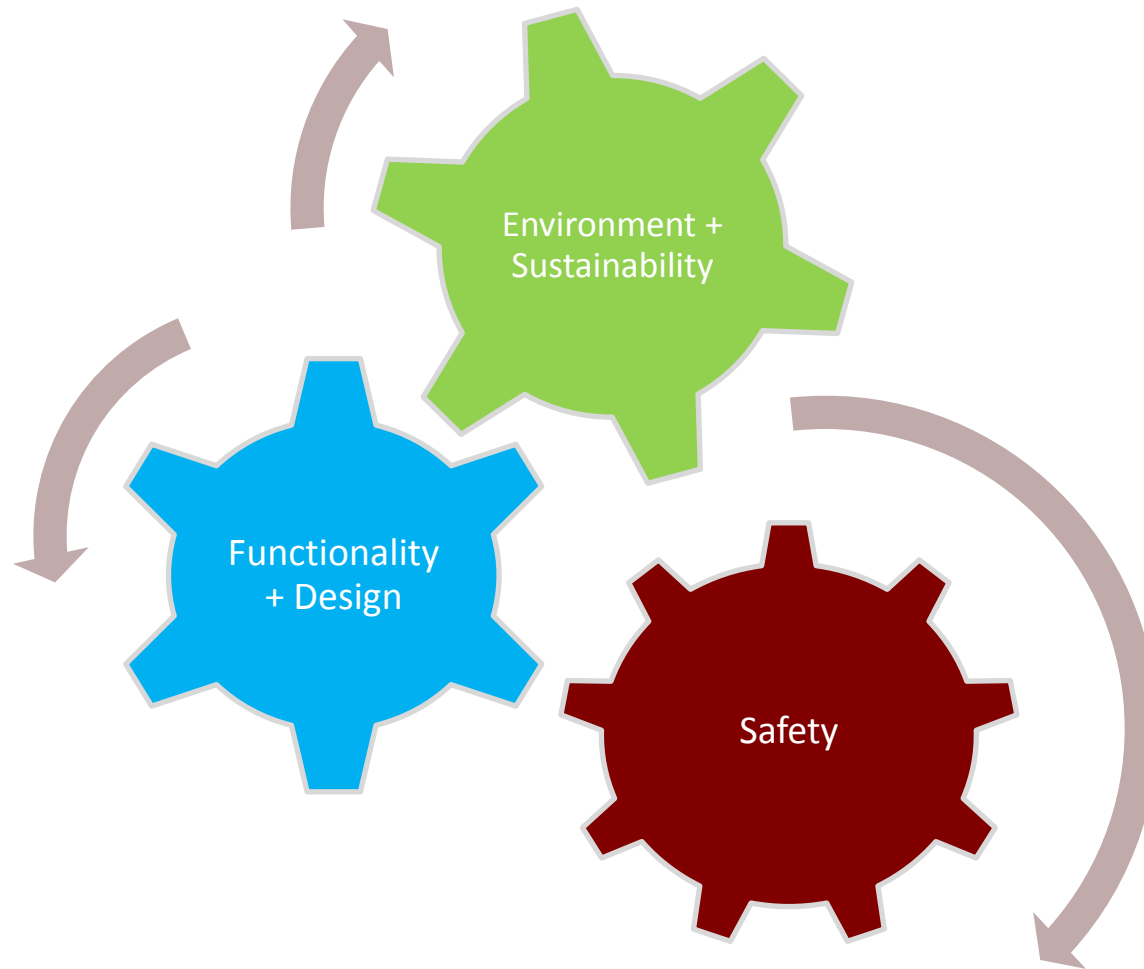 Environment +
Sustainability
Functionality
+ Design
Safety